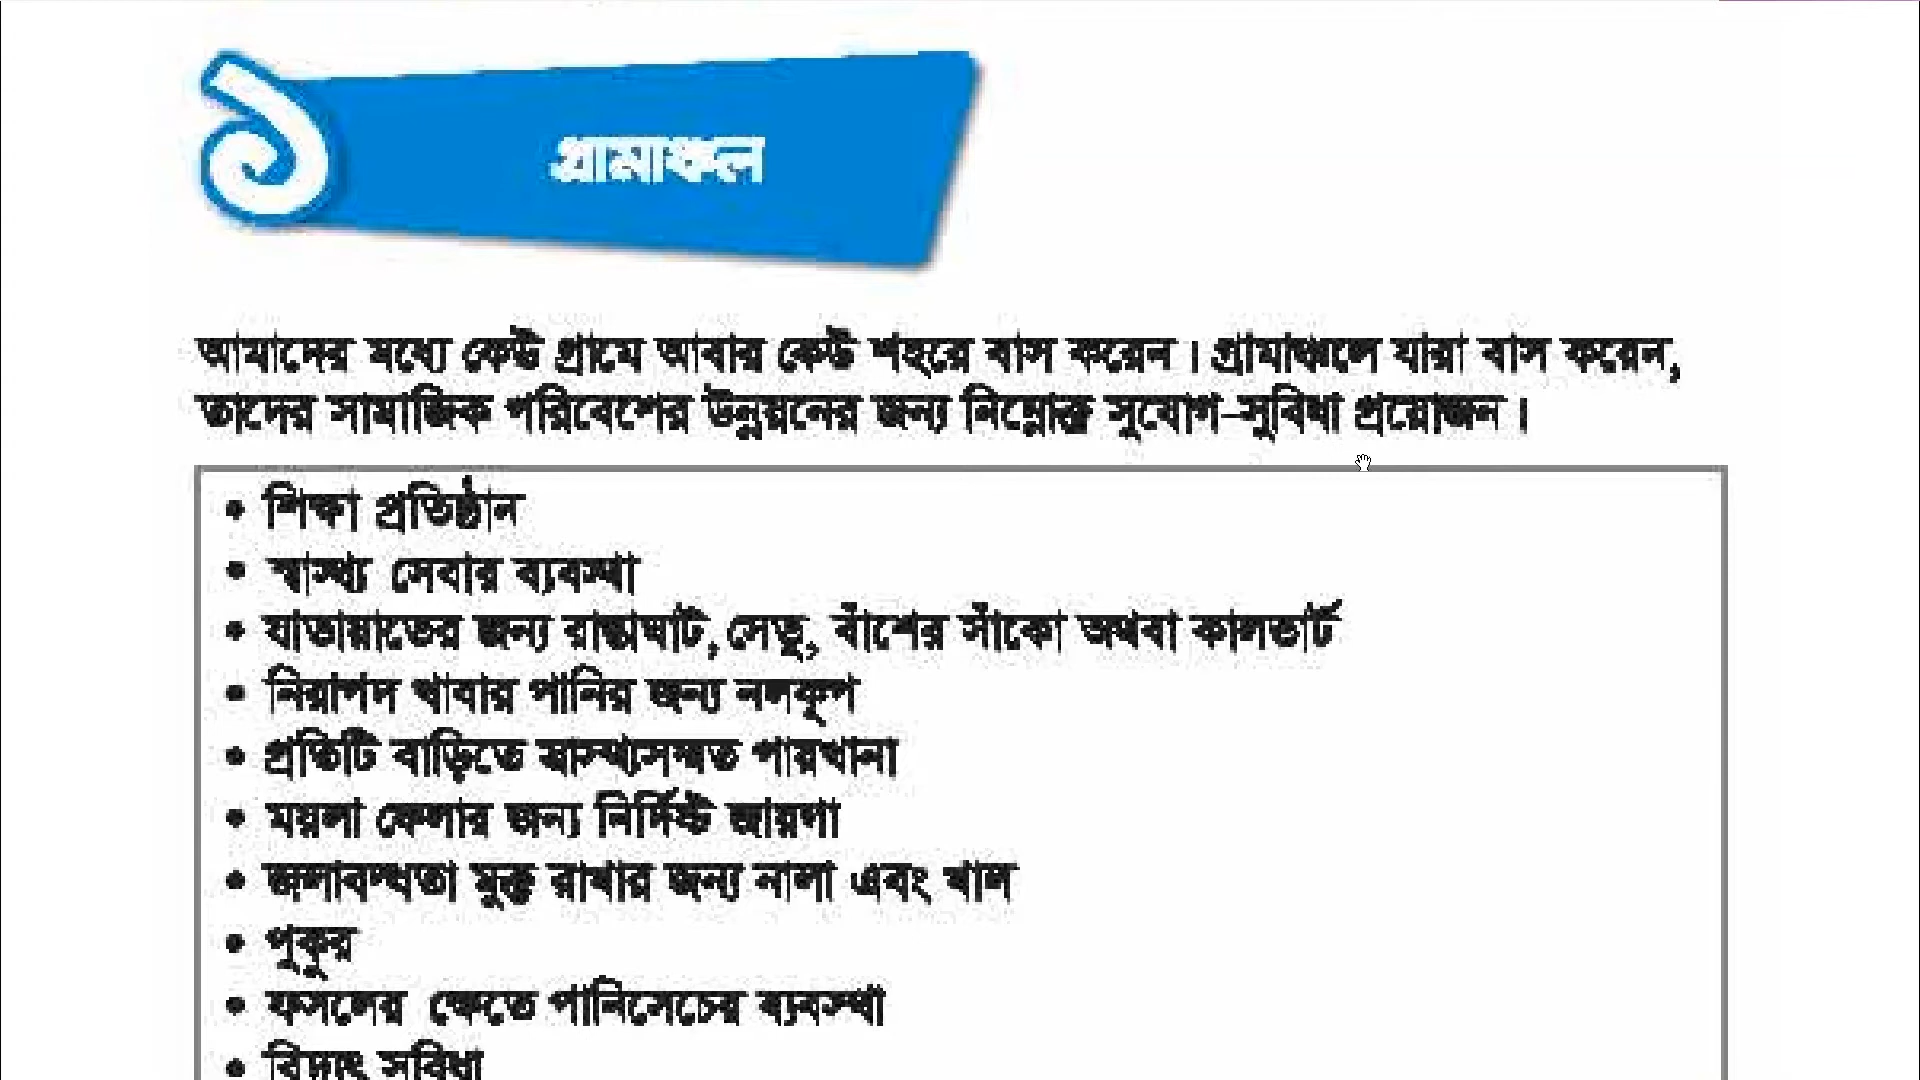 ১
গ্রামাঞ্চল
আমাদের মধ্যে কেউ গ্রামে আবার কেউ শহরে বাস করেন। গ্রামাঞ্চলে যারা বাস করেন,
তাদের সামাজিক পরিবেশের উন্নয়নের জন্য নিম্নোক্ত সুযোগ-সুবিধা প্রয়োজন।
• শিক্ষা প্রতিষ্ঠান
• স্বাস্থ্য সেবার ব্যবস্থা
• যাতায়াতের জন্য রাস্তাঘাট, সেতু, বাঁশের সাঁকো অথবা কালভার্ট
• নিরাপদ খাবার পানির জন্য নলকূপ
• প্রতিটি বাড়িতে স্বাস্থ্যসম্মত পায়খানা
• ময়লা ফেলার জন্য নির্দিষ্ট জায়গা
• জলাবদ্ধতা মুক্ত রাখার জন্য নালা এবং খাল
• পুকুর
• ফসলের ক্ষেতে পানিসেচের ব্যবস্থা
• বিদ্যুৎ সুবিধা